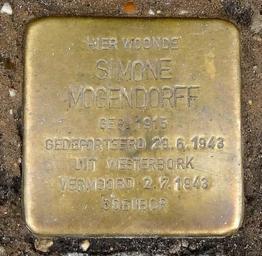 HIER WOONDE
SIMONE
MOGENDORFF
GEB. 1915
GEDEPORTEERD 29.6.1943
UIT WESTERBORK
VERMOORD 2.7.1943
SOBIBOR